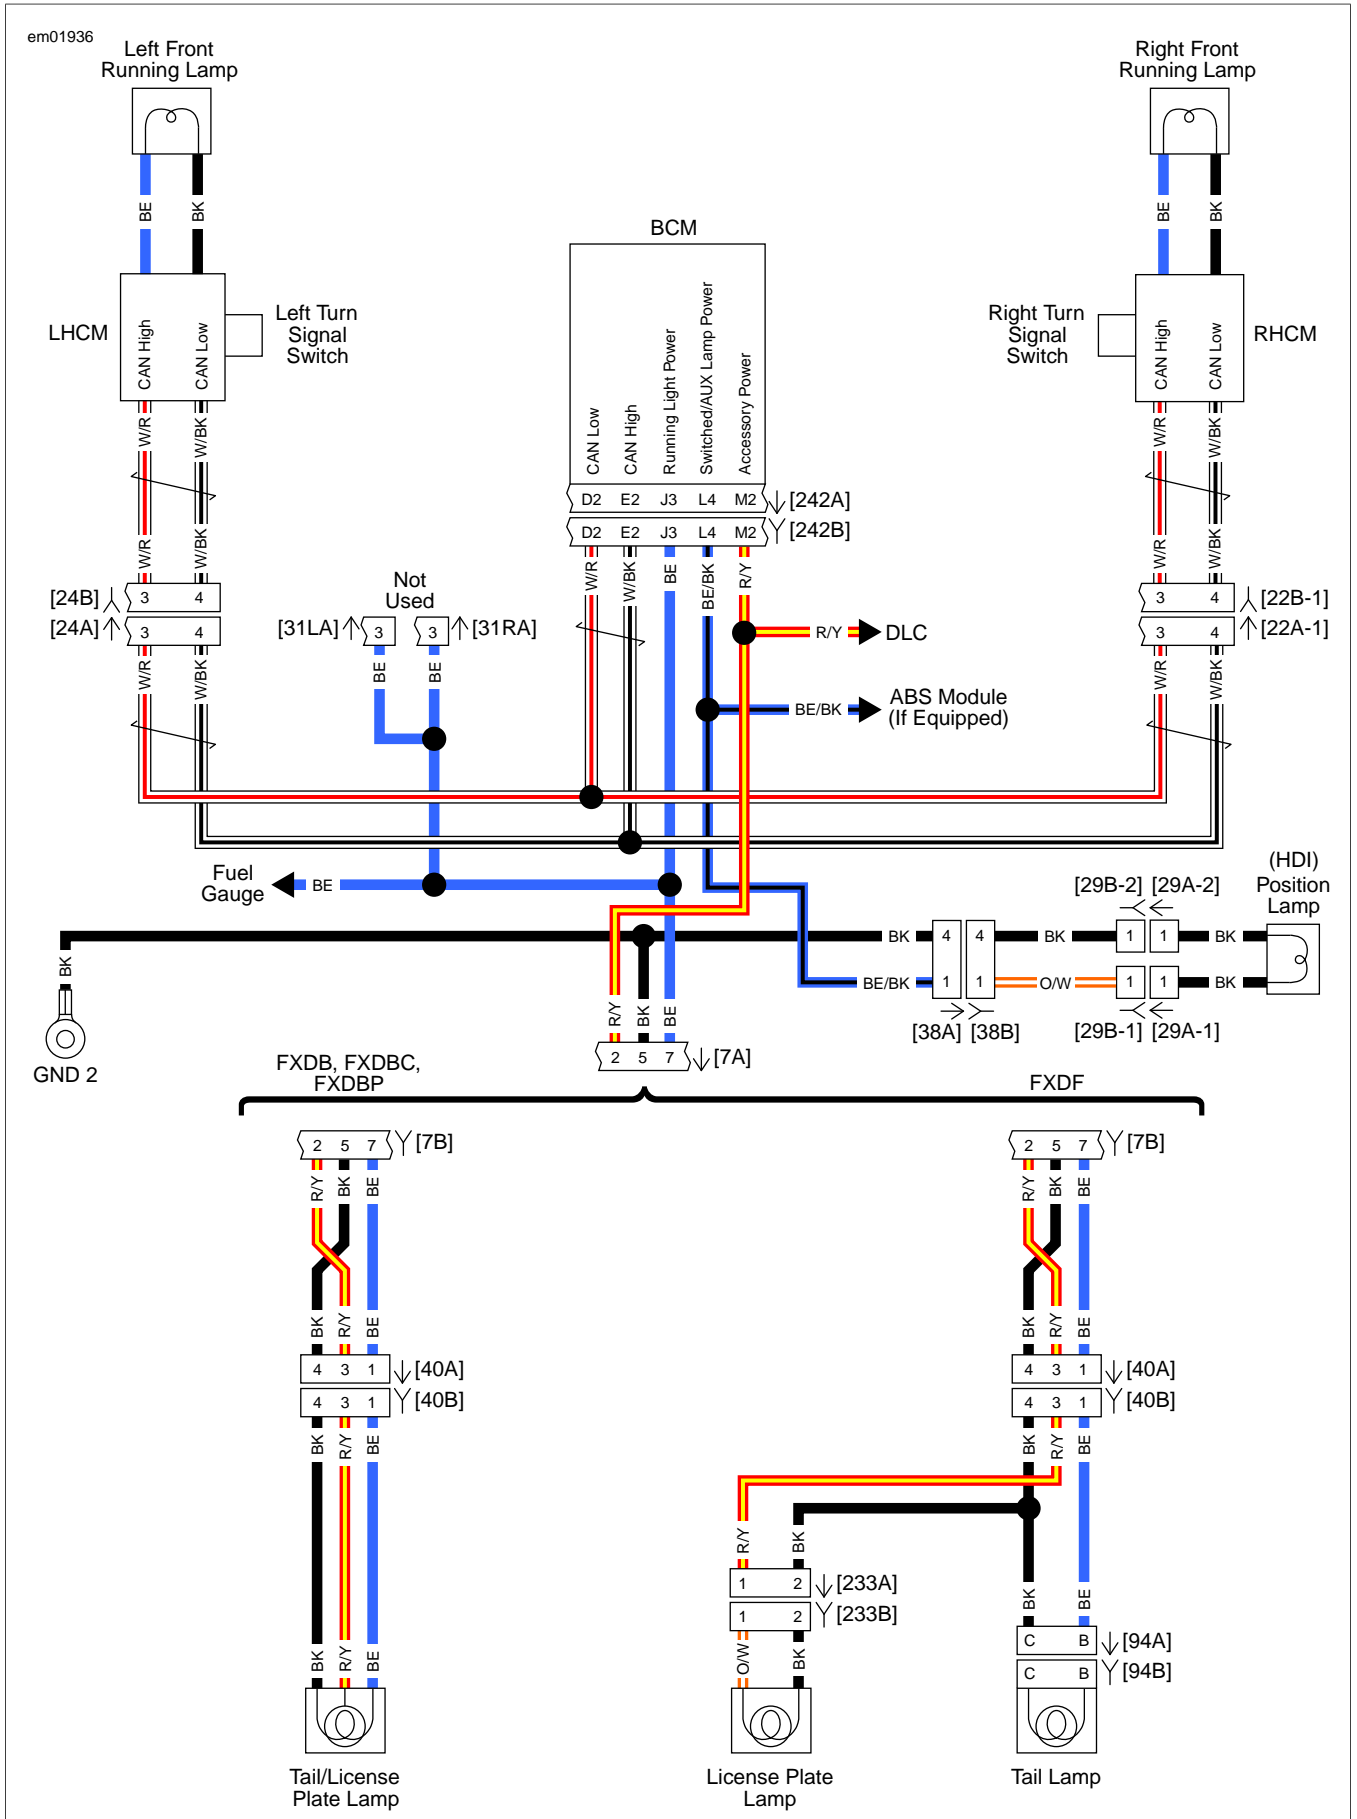 em01936
Left Front
Running Lamp
Right Front
Running Lamp
BE
BK
BE
BK
BCM
LHCM
CAN High
CAN Low
Left Turn
Signal
Switch
CAN Low
CAN High
Running Light Power
Switched/AUX Lamp Power
Accessory Power
Right Turn
Signal
Switch
CAN High
CAN Low
RHCM
W/R
W/BK
W/R
W/BK
D2 E2 J3 L4 M2 [242A]
D2 E2 J3 L4 M2 [242B]
W/R
W/BK
W/R
W/BK
W/R
W/BK
BE
BE/BK
R/Y
[24B] 3 4
[24A] 3 4
Not
Used
[31LA] 3
3 [31RA]
3 4 [22B-1]
3 4 [22A-1]
R/Y
DLC
W/R
W/BK
BE
BE
W/R
W/BK
BE/BK
ABS Module
(If Equipped)
Fuel
Gauge
BE
(HDI)
Position
Lamp
[29B-2] [29A-2]
BK
BK 4 4 BK 1 1 BK
BE/BK 1 1 O/W 1 1 BK
[38A] [38B]
[29B-1] [29A-1]
GND 2
R/Y
BK
BE
2 5 7 [7A]
FXDB, FXDBC,
FXDBP
FXDF
2 5 7 [7B]
2 5 7 [7B]
R/Y
BK
BE
R/Y
BK
BE
BK
R/Y
BE
BK
R/Y
BE
4 3 1 [40A]
4 3 1 [40B]
4 3 1 [40A]
4 3 1 [40B]
BK
R/Y
BE
BK
R/Y
BE
R/Y
BK
1 2 [233A]
1 2 [233B]
BK
BE
C B [94A]
C B [94B]
BK
R/Y
BE
O/W
BK
Tail/License
Plate Lamp
License Plate
Lamp
Tail Lamp